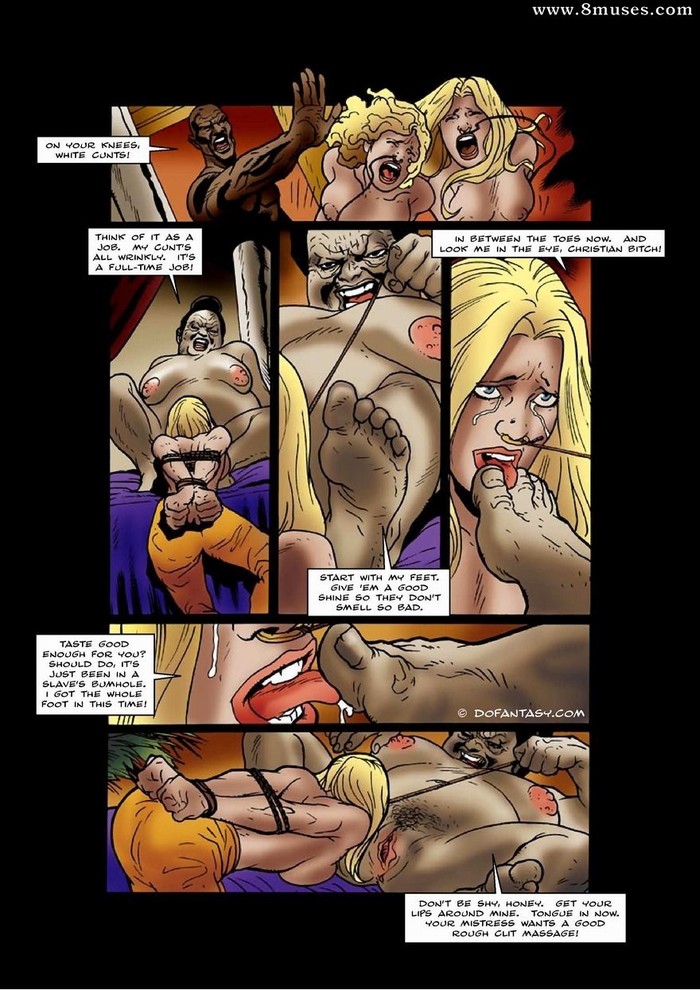 www.8muses.com
ON YOUR KNEES,
WHITE CUNTS!
THINK OF IT AS A
JOB. MY CUNT'S
ALL WRINKLY. IT'S
A FULL-TIME JOB!
IN BETWEEN THE TOES NOW. AND
LOOK ME IN THE EYE, CHRISTIAN BITCH!
START WITH MY FEET.
GIVE 'EM A GOOD
SHINE SO THEY DON'T
SMELL SO BAD.
TASTE GOOD
ENOUGH FOR YOU?
SHOULD DO, IT'S
JUST BEEN IN A
SLAVE'S BUMHOLE.
I GOT THE WHOLE
FOOT IN THIS TIME!
© DOFANTASY.COM
DON'T BE SHY, HONEY. GET YOUR
LIPS AROUND MINE. TONGUE IN NOW.
YOUR MISTRESS WANTS A GOOD
ROUGH CLIT MASSAGE!